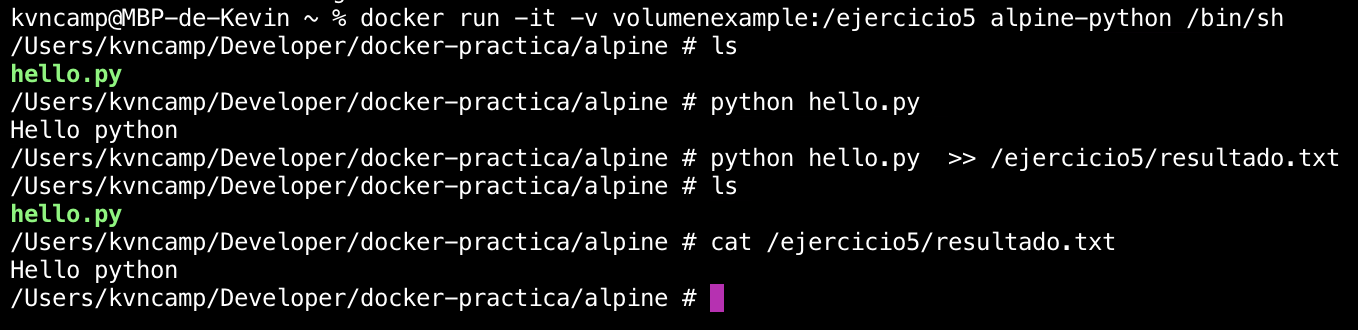 kvncamp@MBP-de-Kevin ~ % docker run -it -v volumenexample:/ejercicio5 alpine-python /bin/sh
/Users/kvncamp/Developer/docker-practica/alpine # ls
hello.py
/Users/kvncamp/Developer/docker-practica/alpine # python hello.py
Hello python
/Users/kvncamp/Developer/docker-practica/alpine # python hello.py  >> /ejercicio5/resultado.txt
/Users/kvncamp/Developer/docker-practica/alpine # ls
hello.py
/Users/kvncamp/Developer/docker-practica/alpine # cat /ejercicio5/resultado.txt
Hello python
/Users/kvncamp/Developer/docker-practica/alpine #